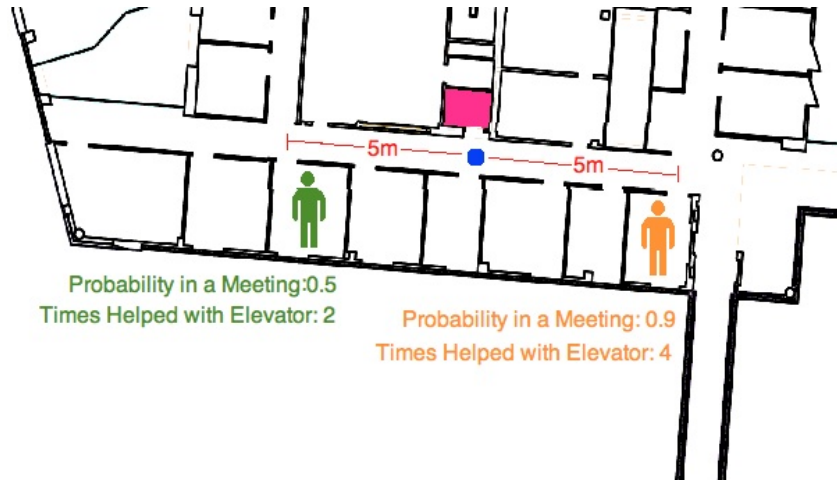 5m
5m
Probability in a Meeting:0.5
Times Helped with Elevator: 2
Probability in a Meeting: 0.9
Times Helped with Elevator: 4